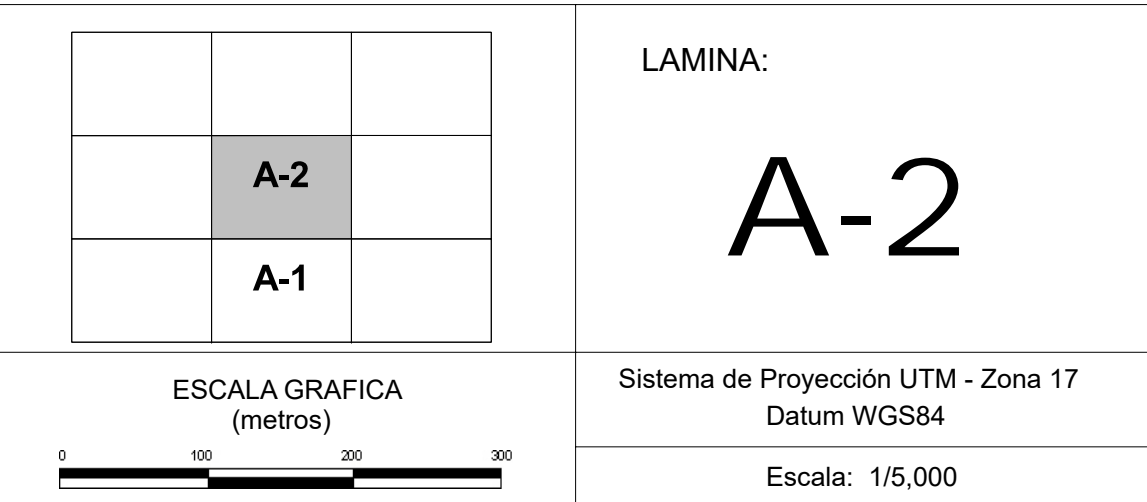 A-2
A-1
LAMINA:
A-2
ESCALA GRAFICA
(metros)
0 100 200 300
Sistema de Proyección UTM - Zona 17
Datum WGS84
Escala: 1/5,000